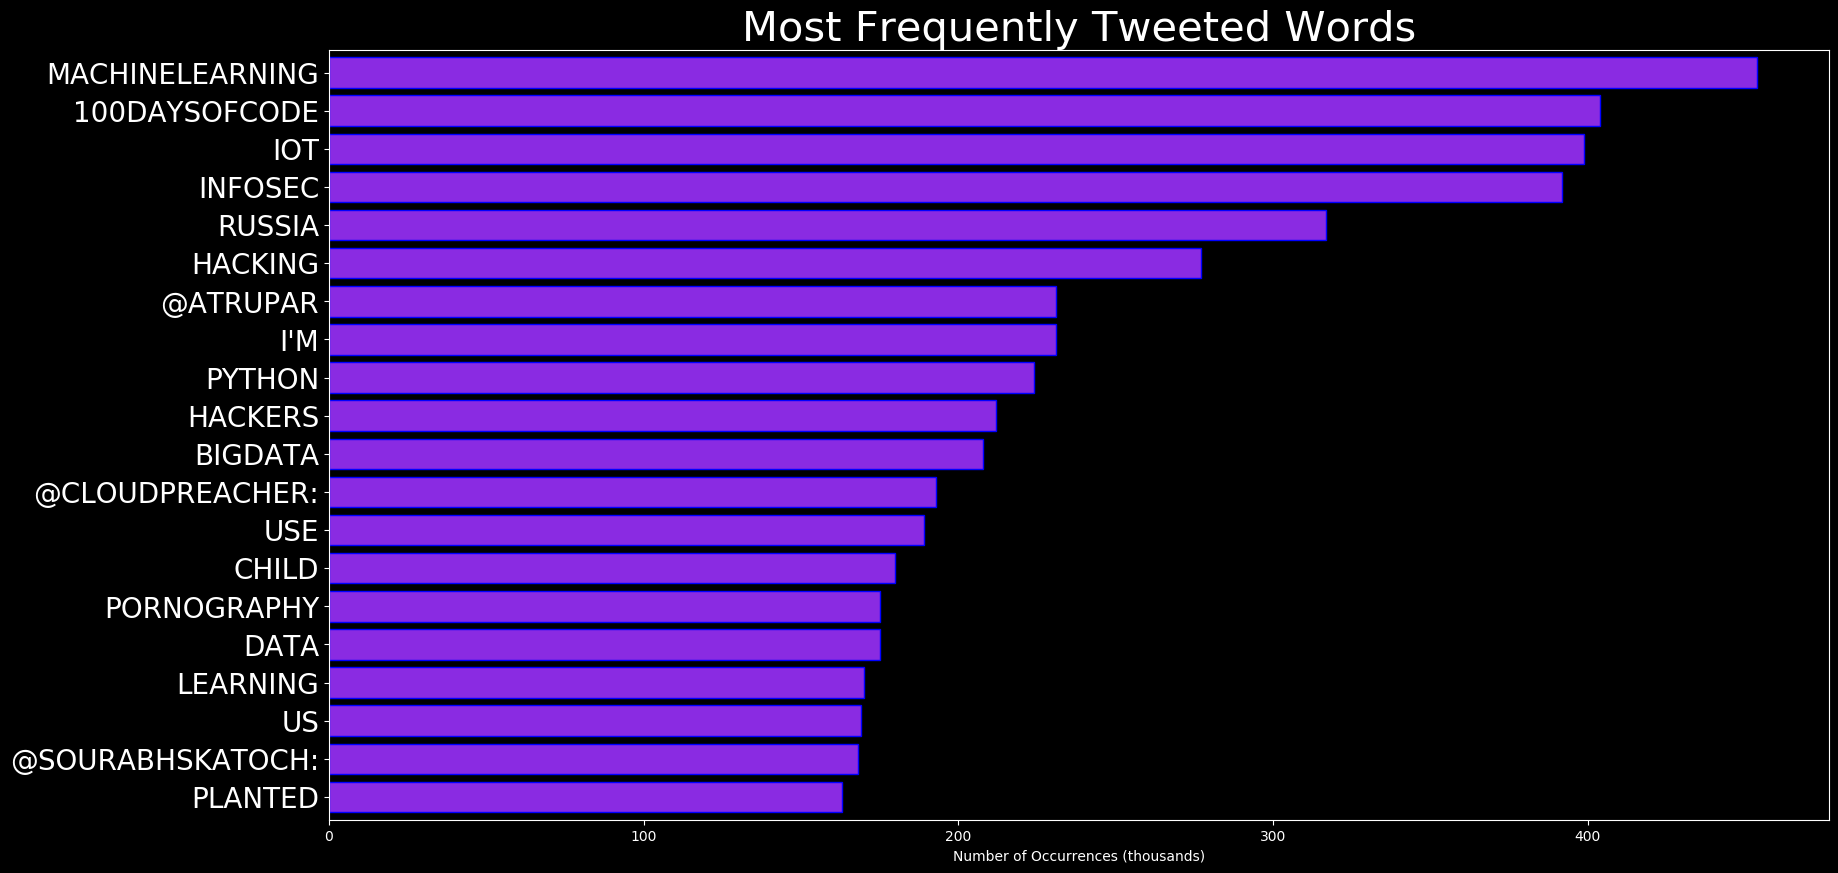 Most Frequently Tweeted Words
MACHINELEARNING
100DAYSOFCODE
IOT
INFOSEC
RUSSIA
HACKING
@ATRUPAR
I'M
PYTHON
HACKERS
BIGDATA
@CLOUDPREACHER:
USE
CHILD
PORNOGRAPHY
DATA
LEARNING
US
@SOURABHSKATOCH:
PLANTED
0 100 200 300 400
Number of Occurrences (thousands)